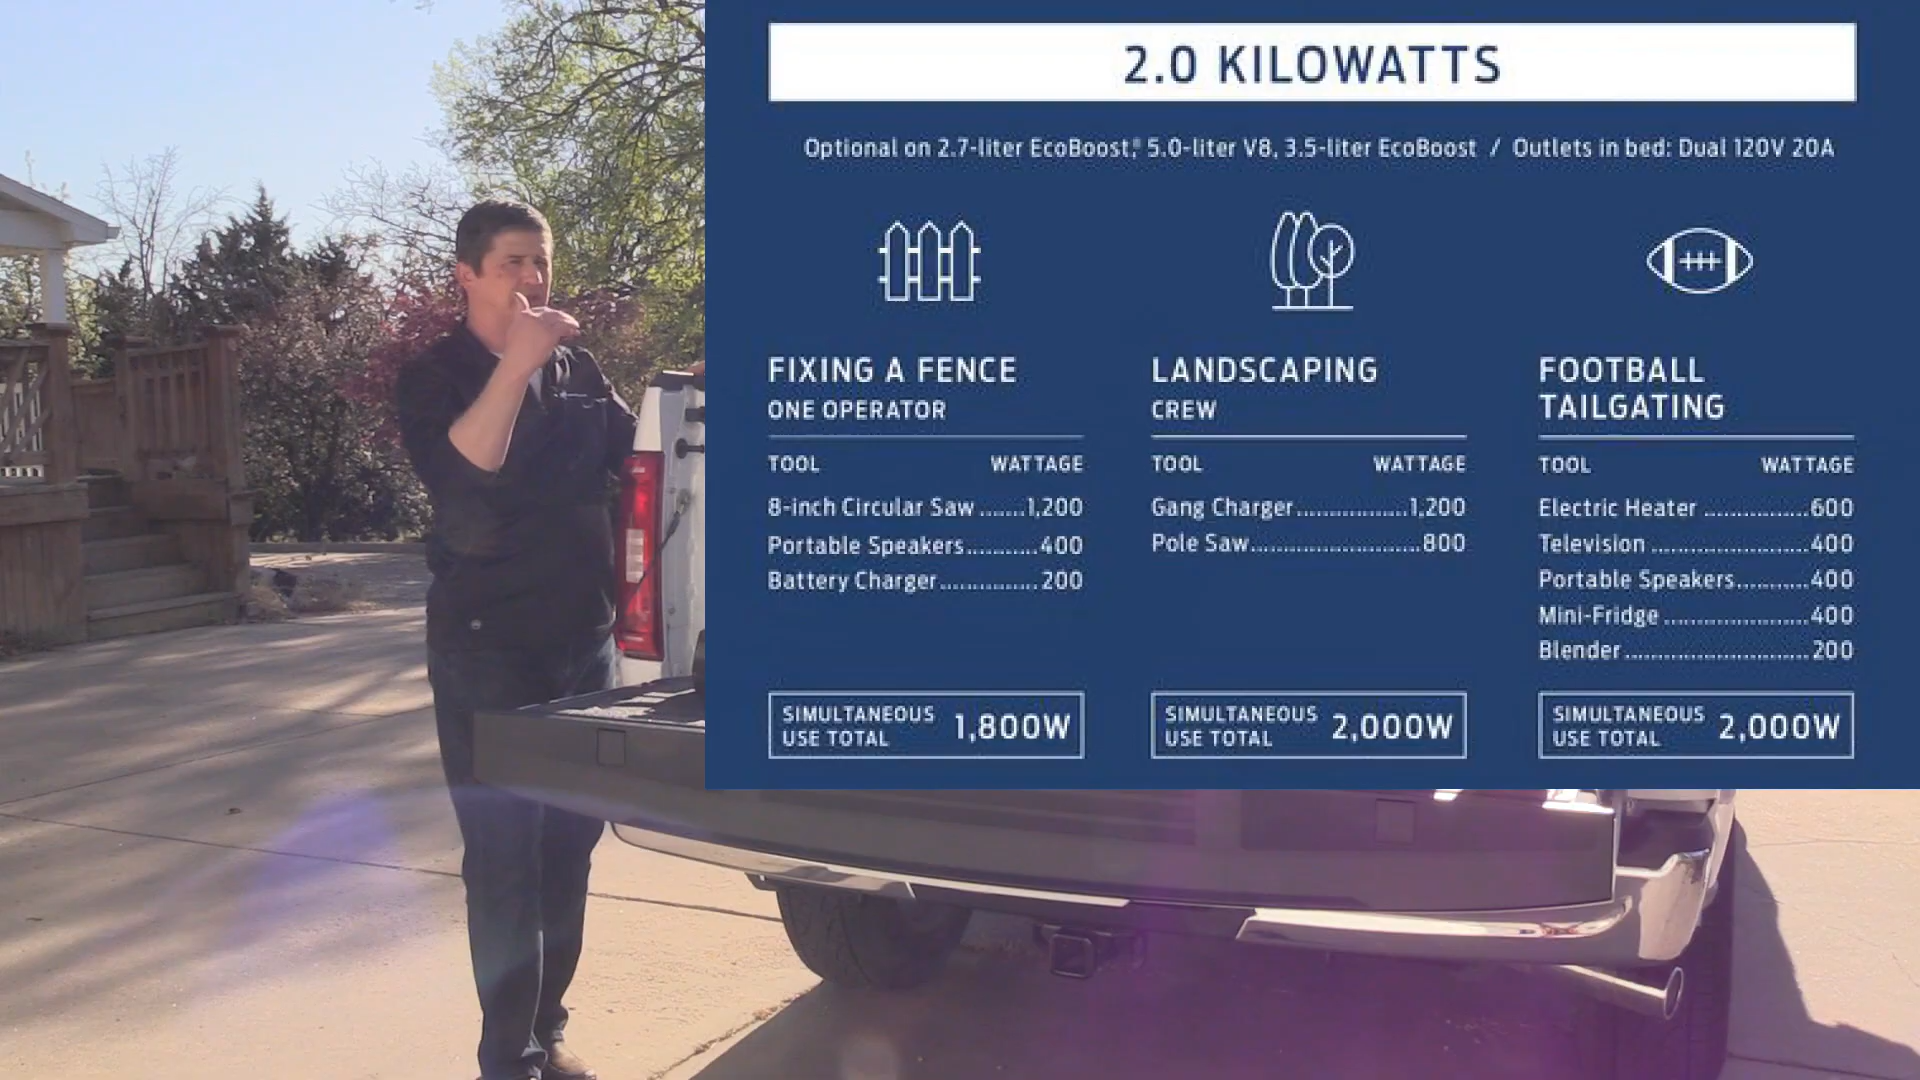 2.0 KILOWATTS
Optional on 2.7-liter EcoBoost,® 5.0-liter V8, 3.5-liter EcoBoost / Outlets in bed: Dual 120V 20A
FIXING A FENCE
ONE OPERATOR
TOOL WATTAGE
8-inch Circular Saw ........1,200
Portable Speakers...........400
Battery Charger...............200
SIMULTANEOUS
USE TOTAL
1,800W
LANDSCAPING
CREW
TOOL WATTAGE
Gang Charger.................1,200
Pole Saw..........................800
SIMULTANEOUS
USE TOTAL
2,000W
FOOTBALL
TAILGATING
TOOL WATTAGE
Electric Heater ................600
Television ........................400
Portable Speakers...........400
Mini-Fridge ......................400
Blender ............................200
SIMULTANEOUS
USE TOTAL
2,000W